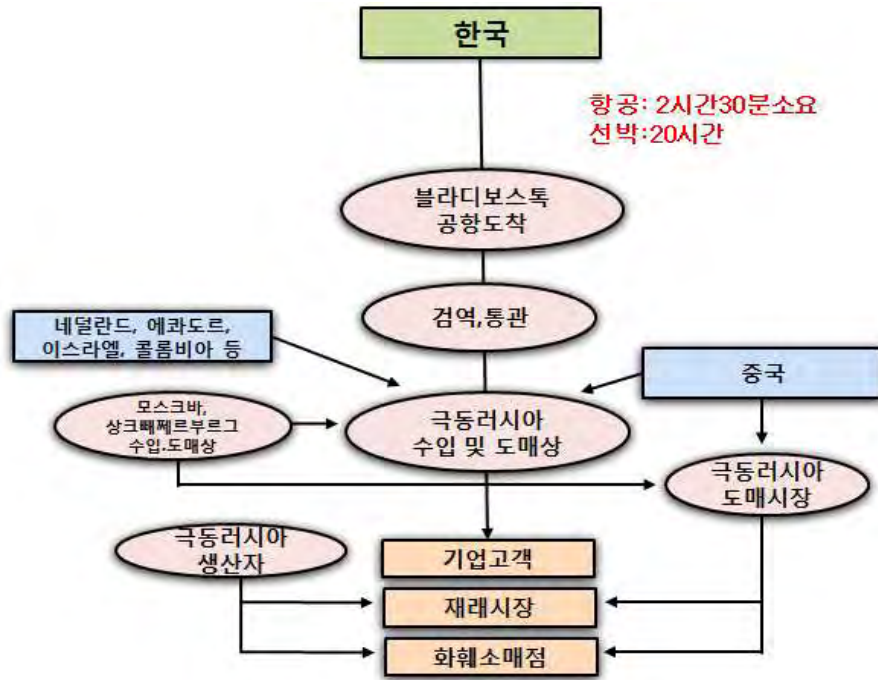 한국
항공: 2시간30분소요
선박:20시간
블라디보스톡
공항도착
검역,통관
네덜란드, 에콰도르,
이스라엘, 콜롬비아 등
중국
모스크바,
상크빼쩨르부르그
수입.도매상
극동러시아
수입 및 도매상
극동러시아
도매시장
극동러시아
생산자
기업고객
재래시장
화훼소매점